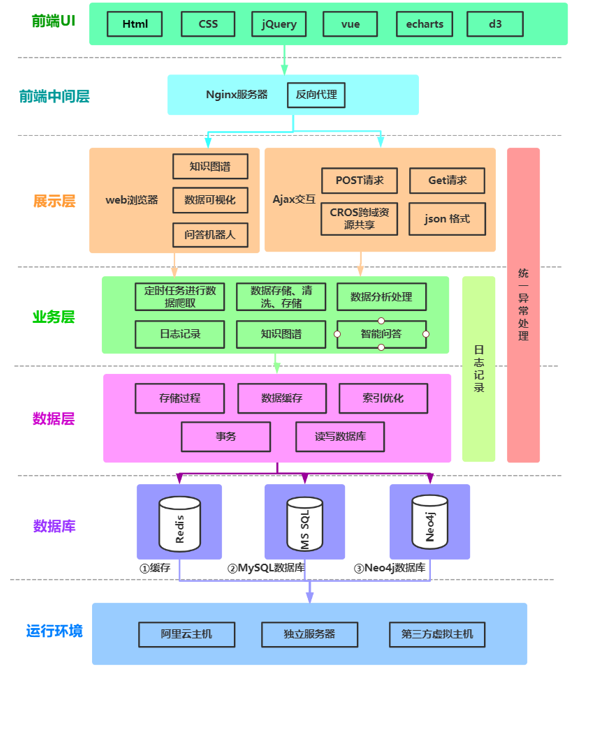 前端UI
Html
CSS
jQuery
vue
echarts
d3
前端中间层
Nginx服务器
反向代理
展示层
web浏览器
知识图谱
数据可视化
问答机器人
Ajax交互
POST请求
Get请求
CROS跨域资
源共享
json 格式
统一异常处理
业务层
定时任务进行数
据爬取
数据存储、清
洗、存储
数据分析处理
日志记录
知识图谱
智能问答
日志记录
数据层
存储过程
数据缓存
索引优化
事务
读写数据库
数据库
Redis
MS SQL
Neo4j
①缓存
②MySQL数据库
③Neo4j数据库
运行环境
阿里云主机
独立服务器
第三方虚拟主机